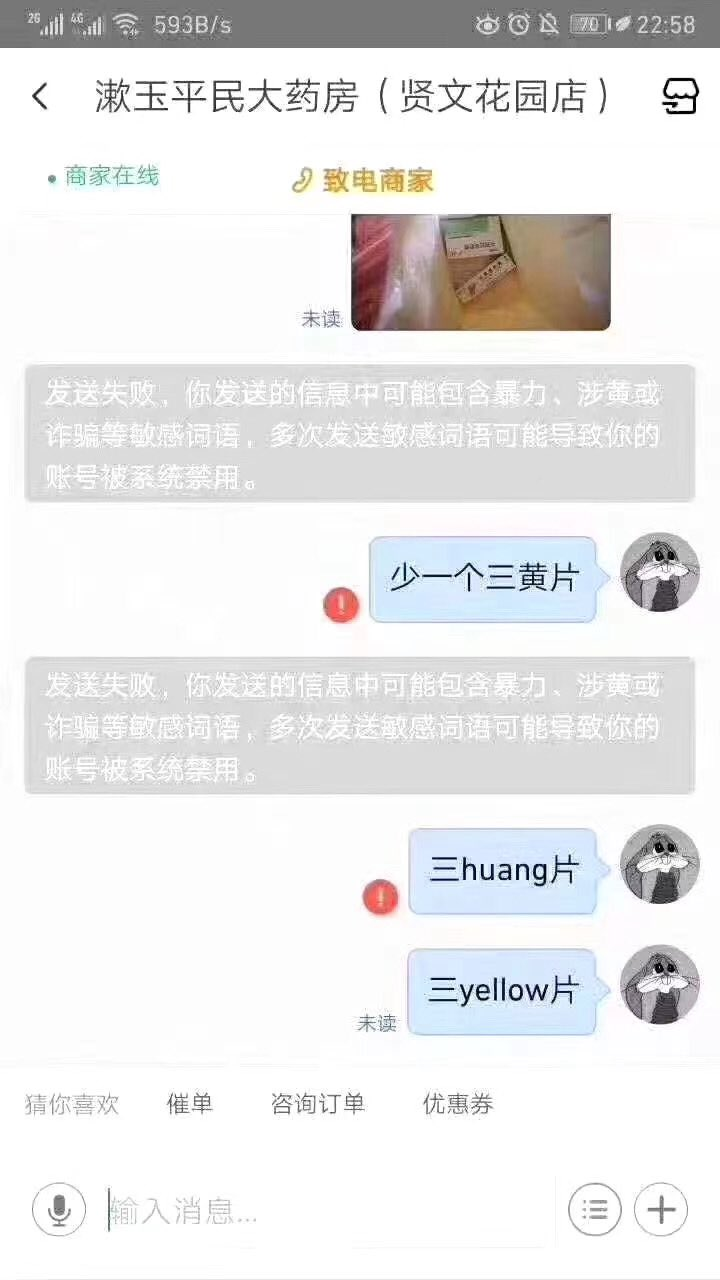 2G 4G 593B/s 70 22:58
漱玉平民大药房（贤文花园店）
商家在线 致电商家
未读
发送失败，你发送的信息中可能包含暴力、涉黄或
诈骗等敏感词语，多次发送敏感词语可能导致你的
账号被系统禁用。
少一个三黄片
!
发送失败，你发送的信息中可能包含暴力、涉黄或
诈骗等敏感词语，多次发送敏感词语可能导致你的
账号被系统禁用。
三huang片
!
三yellow片
未读
猜你喜欢 催单 咨询订单 优惠券
输入消息...